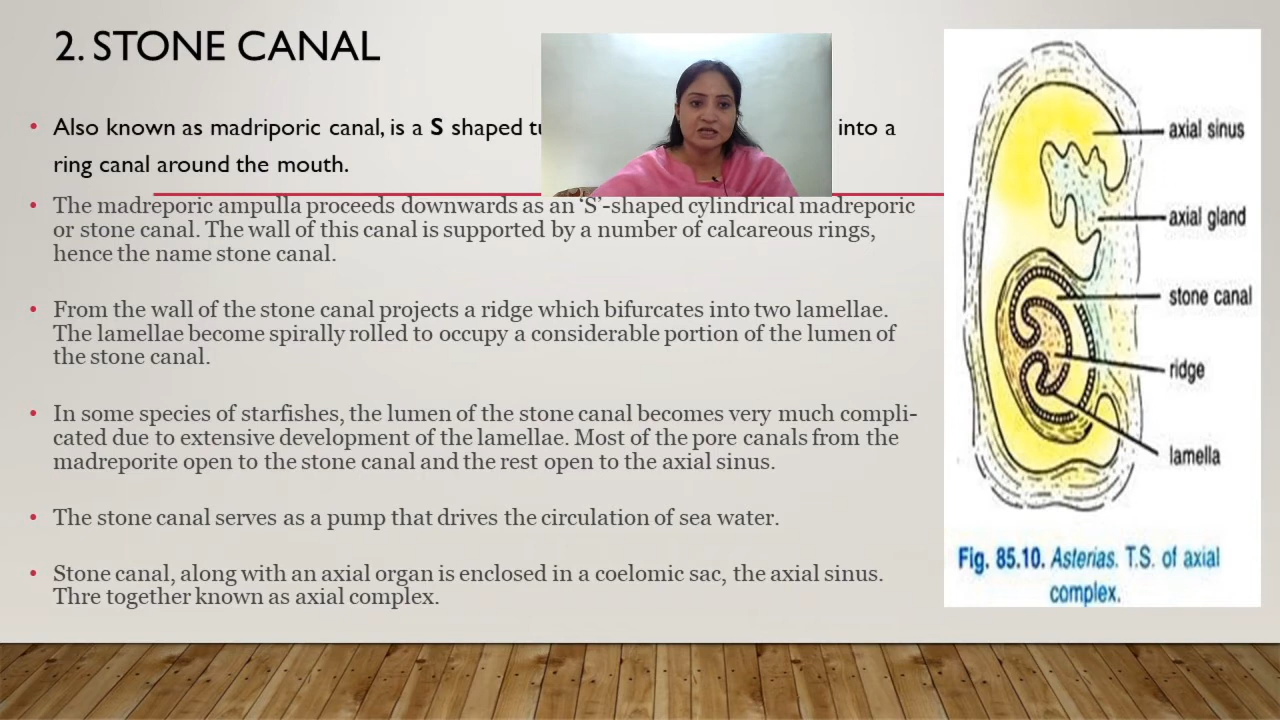 2. STONE CANAL
Also known as madriporic canal, is a S shaped into a
ring canal around the mouth.
The madreporic ampulla proceeds downwards as an ‘S’-shaped cylindrical madreporic
or stone canal. The wall of this canal is supported by a number of calcareous rings,
hence the name stone canal.
From the wall of the stone canal projects a ridge which bifurcates into two lamellae.
The lamellae become spirally rolled to occupy a considerable portion of the lumen of
the stone canal.
In some species of starfishes, the lumen of the stone canal becomes very much compli-
cated due to extensive development of the lamellae. Most of the pore canals from the
madreporite open to the stone canal and the rest open to the axial sinus.
The stone canal serves as a pump that drives the circulation of sea water.
Stone canal, along with an axial organ is enclosed in a coelomic sac, the axial sinus.
Thre together known as axial complex.
axial sinus
axial gland
stone canal
ridge
lamella
Fig. 85.10. Asterias. T.S. of axial
complex.